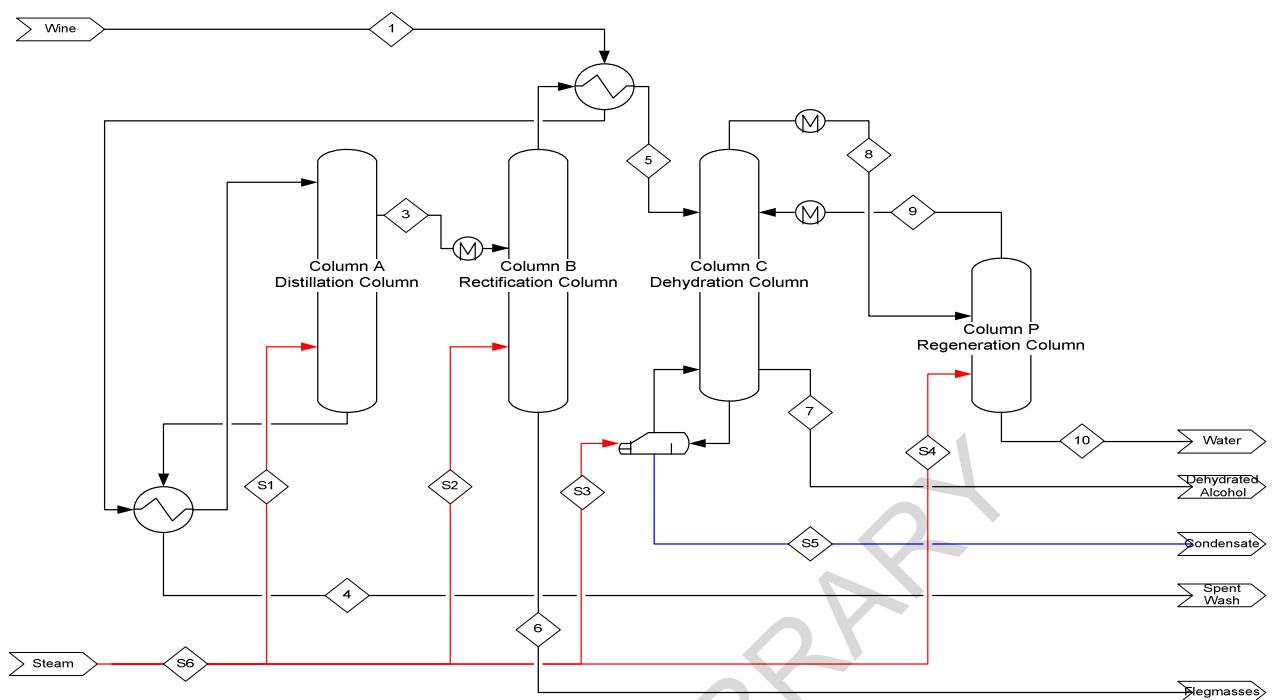 Wine
1
M
5
8
3
M
M
9
Column A
Distillation Column
Column B
Rectification Column
Column C
Dehydration Column
Column P
Regeneration Column
7
10
Water
S1
S2
S3
S4
Dehydrated
Alcohol
S5
Condensate
4
Spent
Wash
6
Steam
S6
Flegmasses
RARY